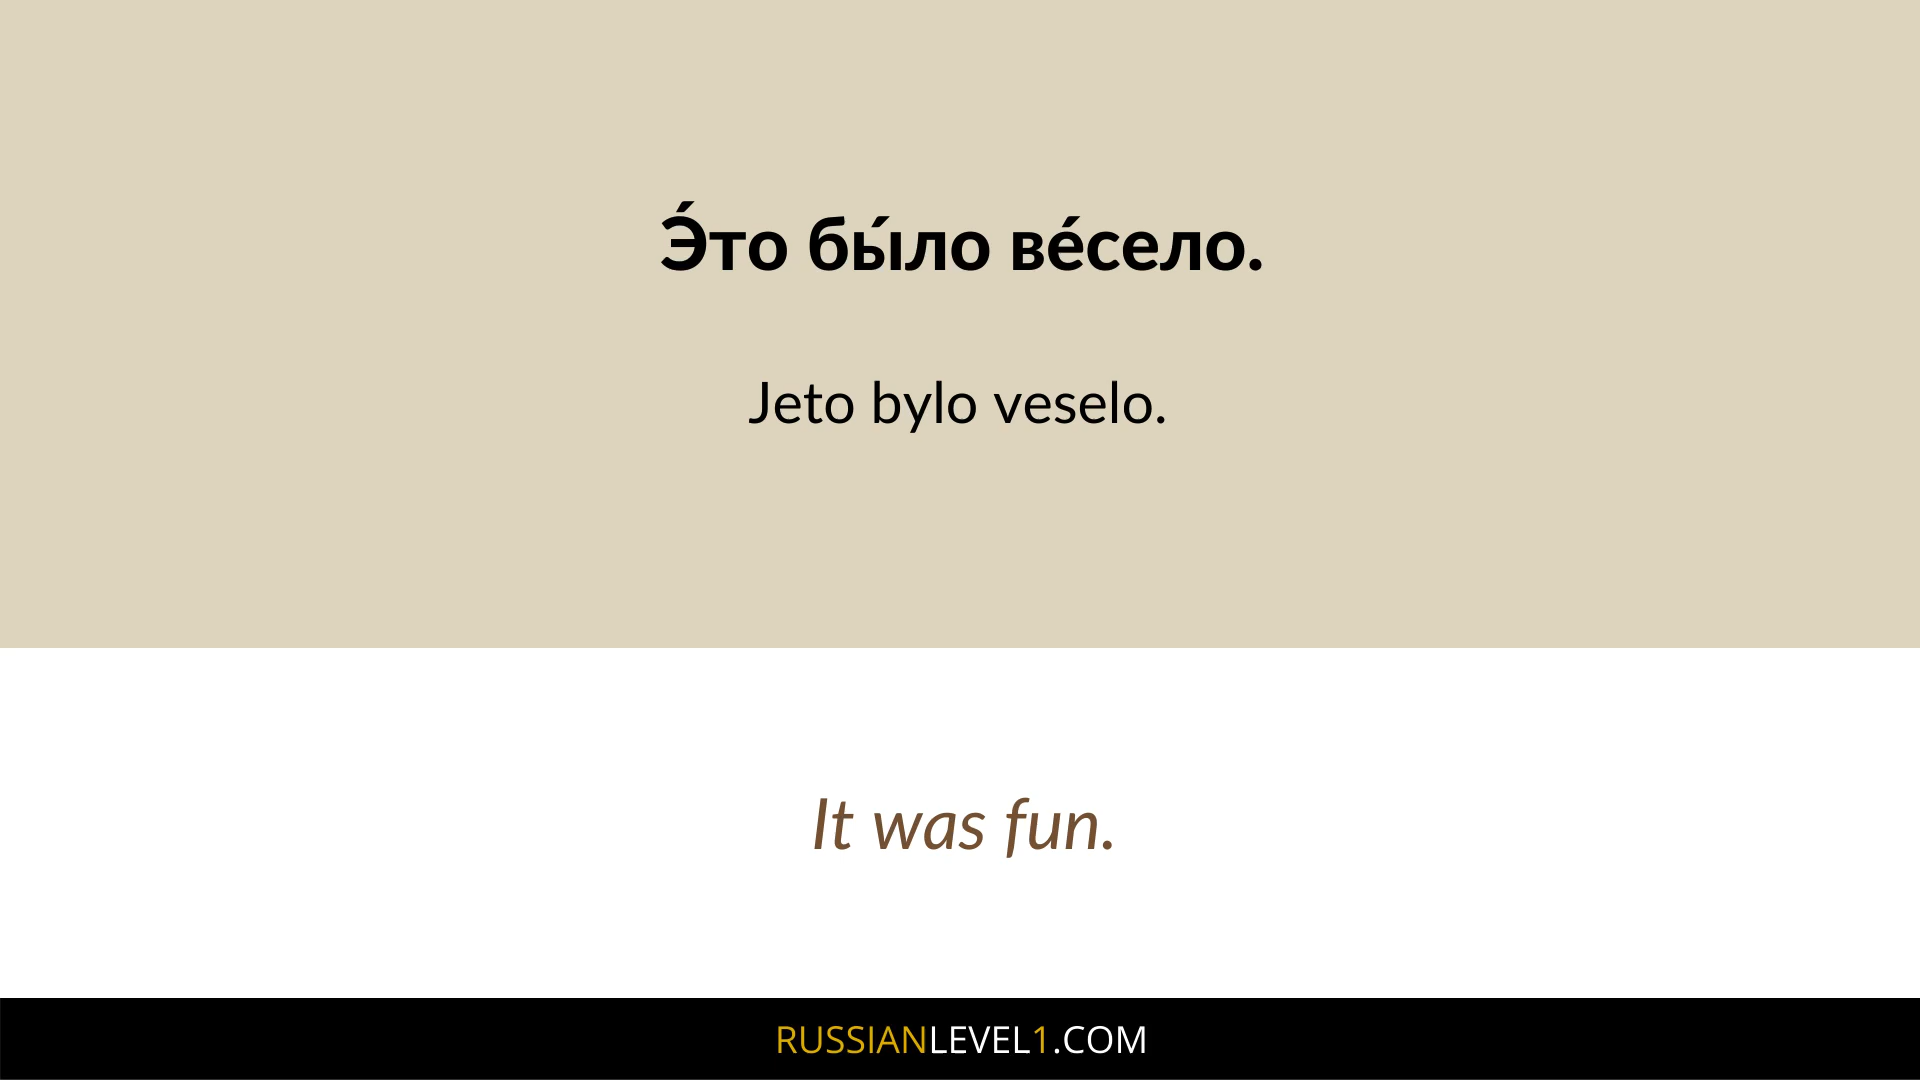 Э́то бы́ло ве́село.
Jeto bylo veselo.
It was fun.
RUSSIANLEVEL1.COM